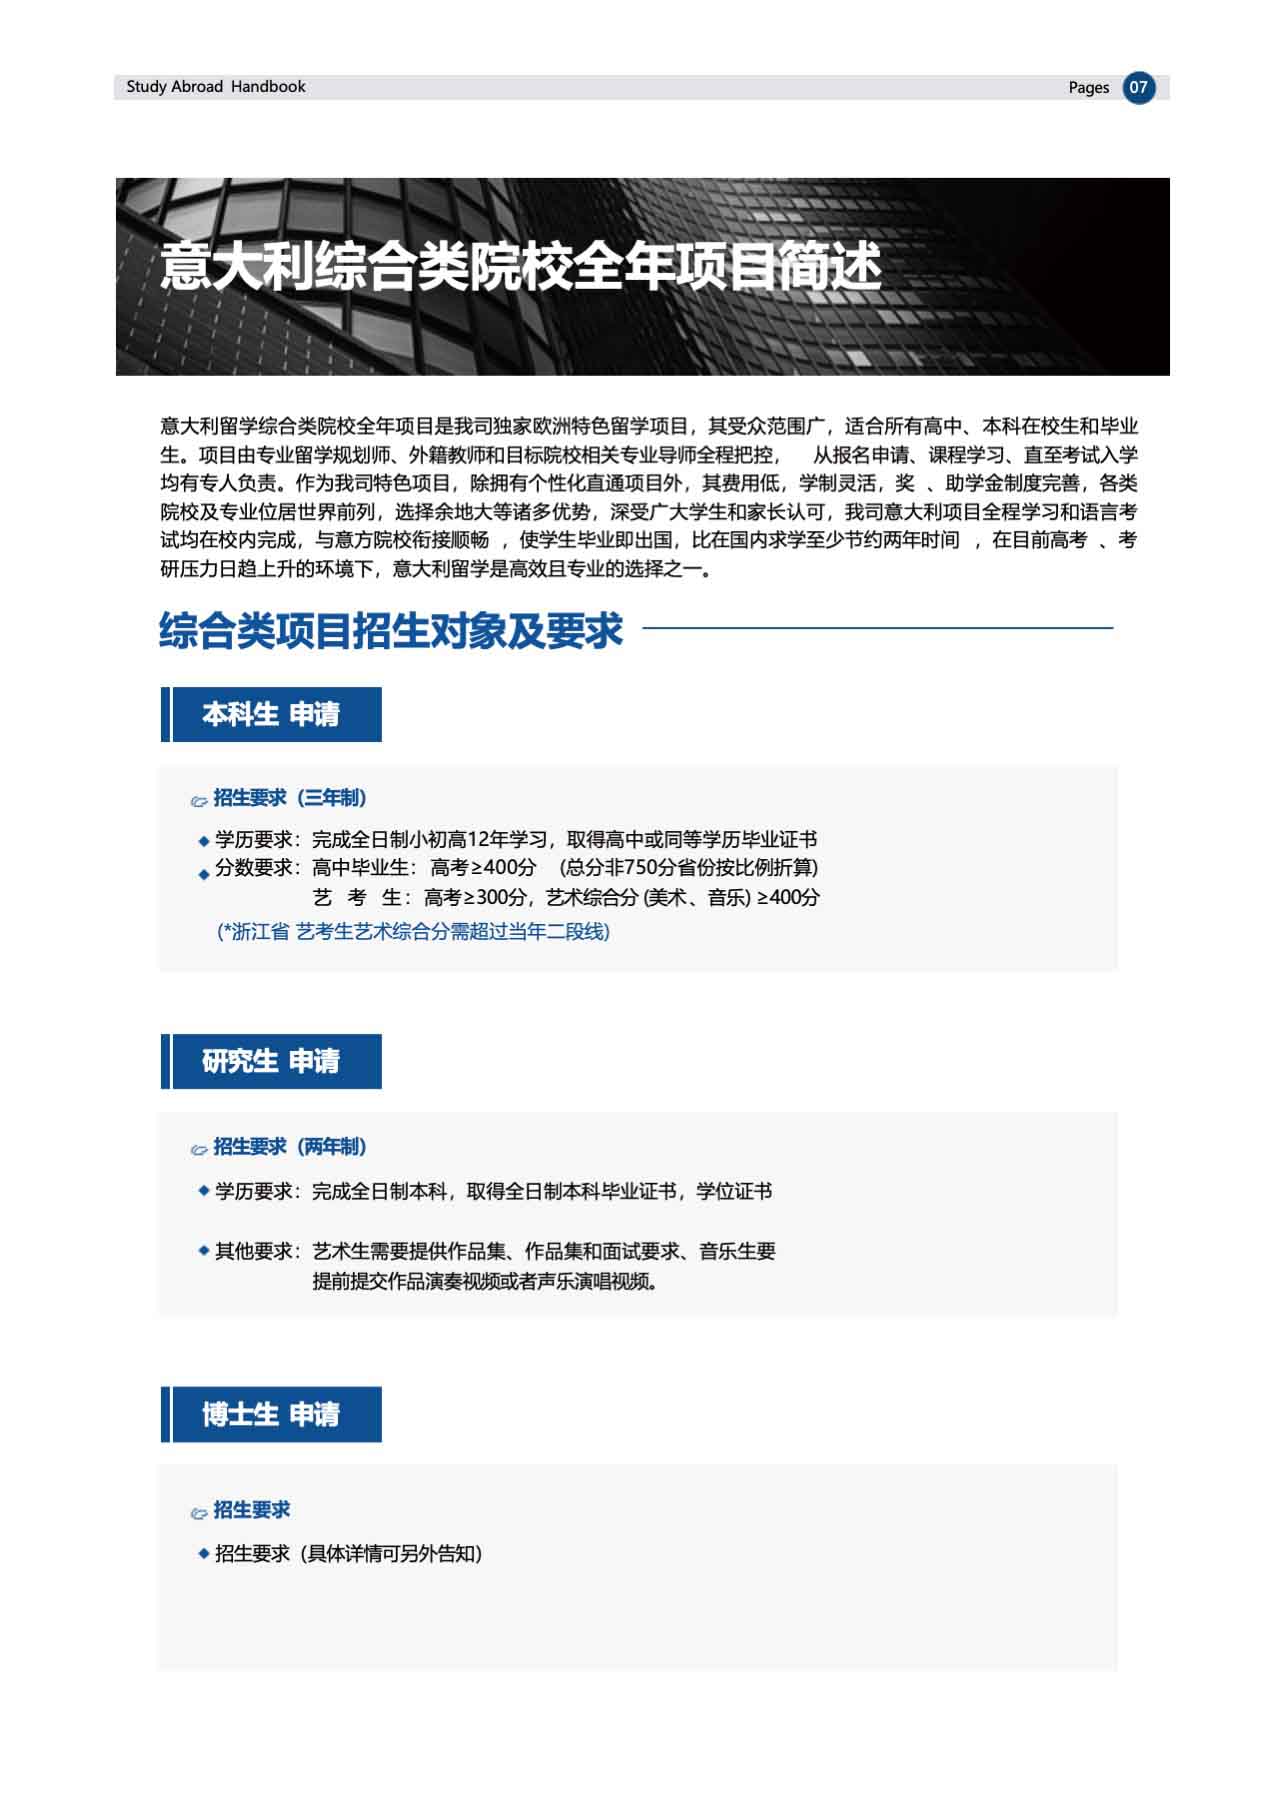 Study Abroad Handbook
Pages 07
意大利综合类院校全年项目简述
意大利留学综合类院校全年项目是我司独家欧洲特色留学项目，其受众范围广，适合所有高中、本科在校生和毕业
生。项目由专业留学规划师、外籍教师和目标院校相关专业导师全程把控， 从报名申请、课程学习、直至考试入学
均有专人负责。作为我司特色项目，除拥有个性化直通项目外，其费用低，学制灵活，奖 、助学金制度完善，各类
院校及专业位居世界前列，选择余地大等诸多优势，深受广大学生和家长认可，我司意大利项目全程学习和语言考
试均在校内完成，与意方院校衔接顺畅 ，使学生毕业即出国，比在国内求学至少节约两年时间 ，在目前高考 、考
研压力日趋上升的环境下，意大利留学是高效且专业的选择之一。
综合类项目招生对象及要求
本科生 申请
招生要求（三年制）
◆ 学历要求：完成全日制小初高12年学习，取得高中或同等学历毕业证书
◆ 分数要求：高中毕业生：高考≥400分 (总分非750分省份按比例折算)
艺 考 生：高考≥300分，艺术综合分 (美术、音乐) ≥400分
(*浙江省 艺考生艺术综合分需超过当年二段线)
研究生 申请
招生要求（两年制）
◆ 学历要求：完成全日制本科，取得全日制本科毕业证书，学位证书
◆ 其他要求：艺术生需要提供作品集、作品集和面试要求、音乐生要
提前提交作品演奏视频或者声乐演唱视频。
博士生 申请
招生要求
◆ 招生要求（具体详情可另外告知）